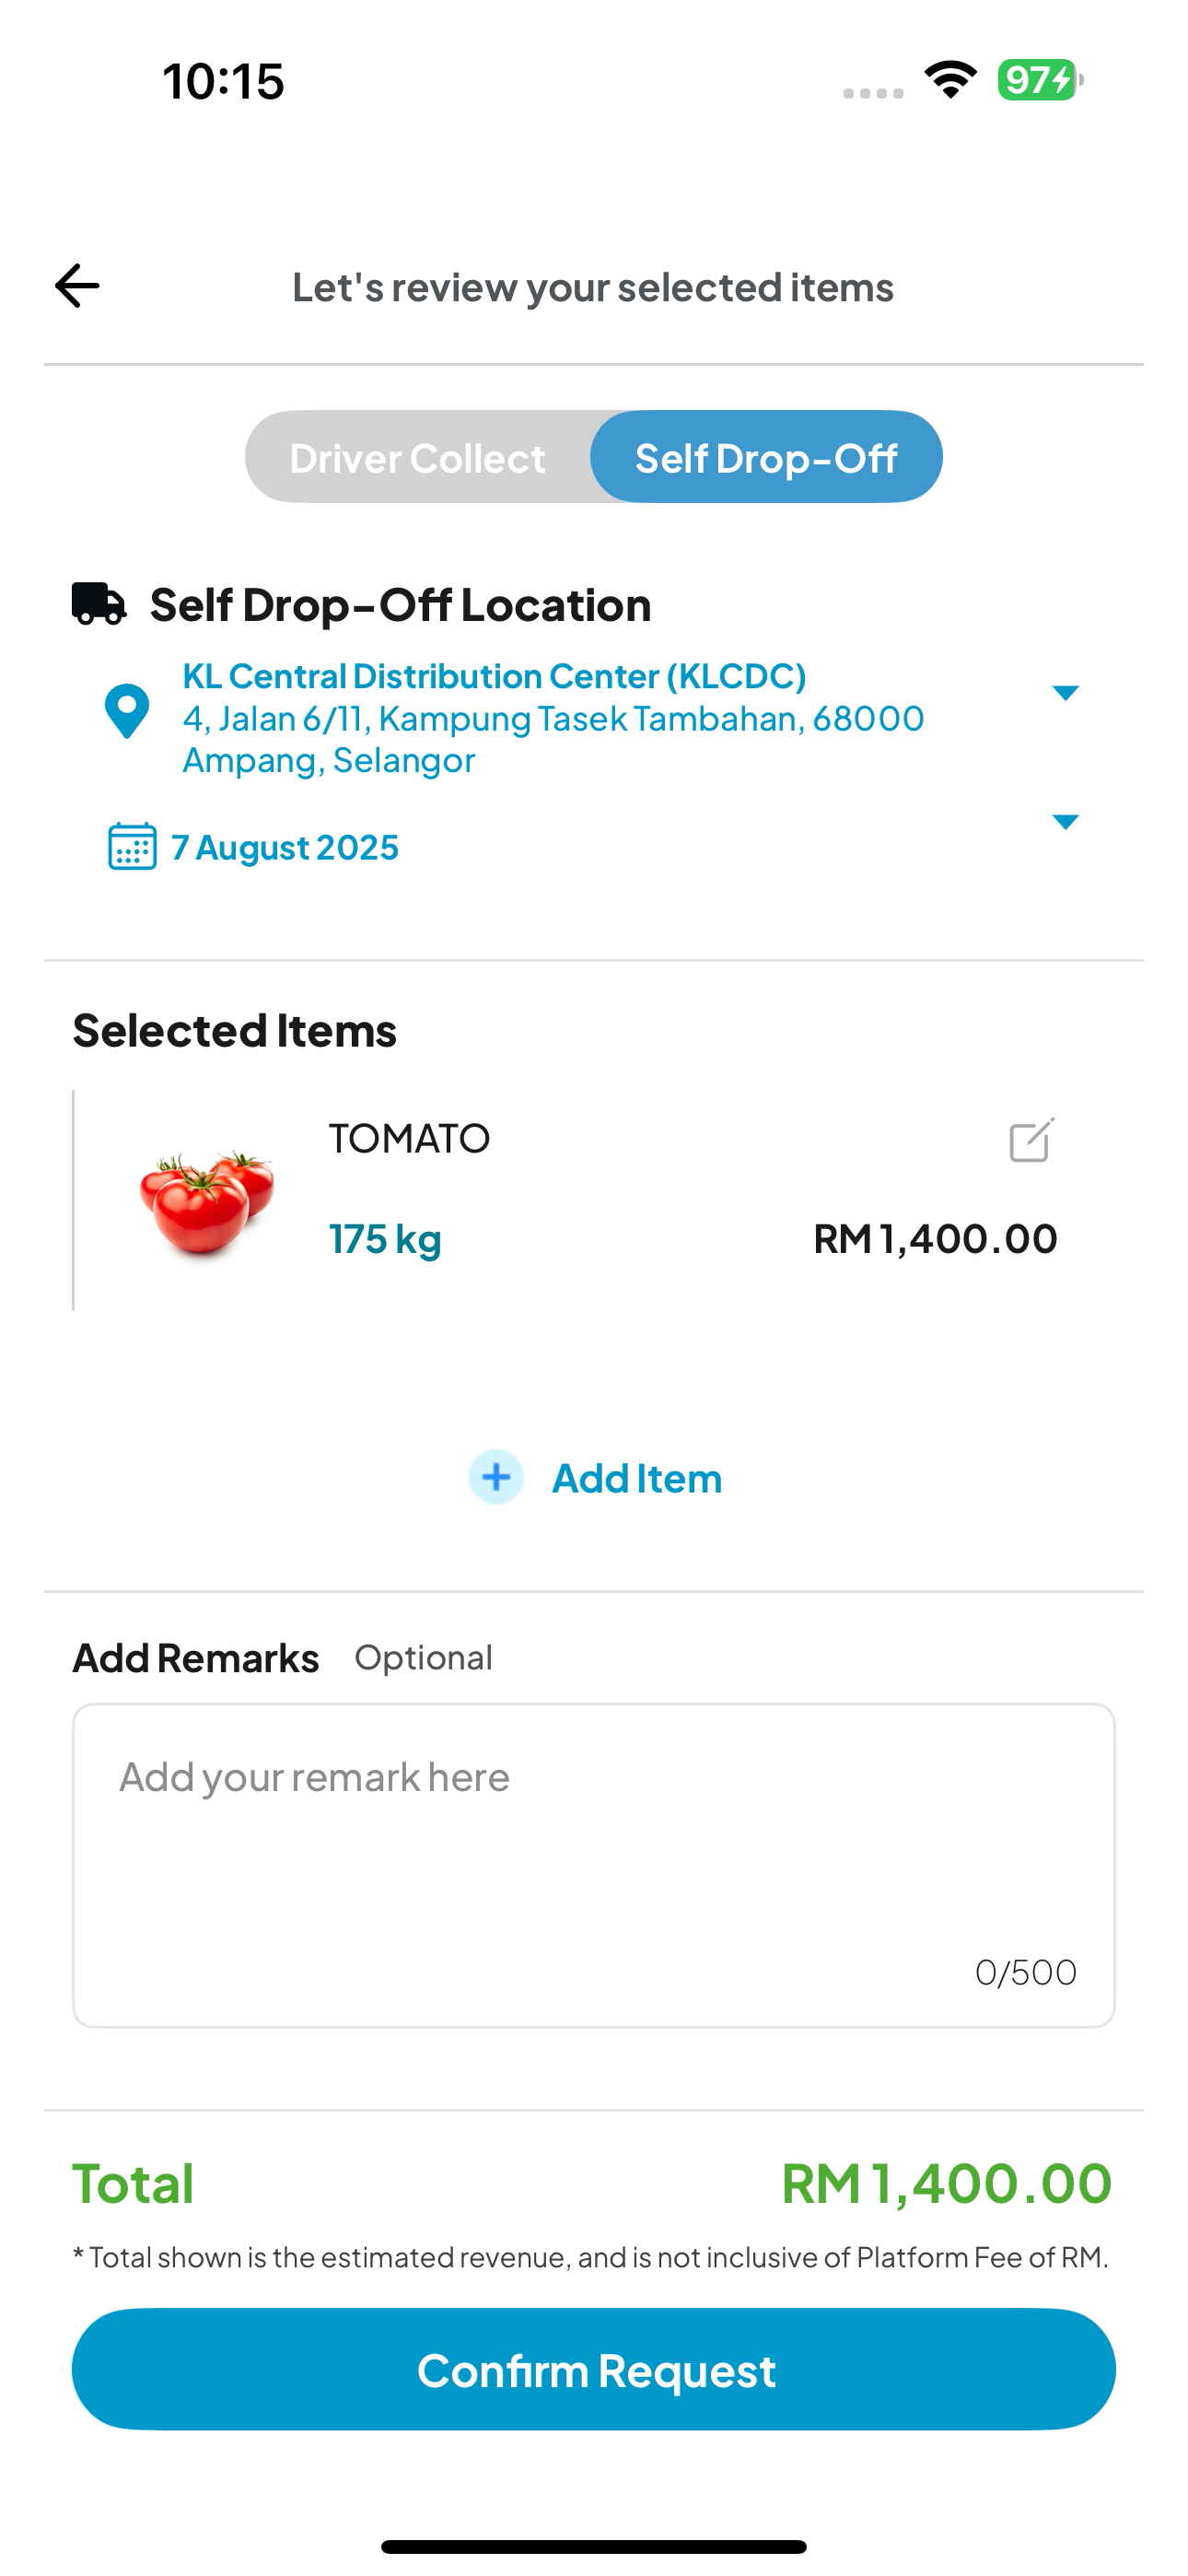 10:15
97
Let's review your selected items
Driver Collect
Self Drop-Off
Self Drop-Off Location
KL Central Distribution Center (KLCDC)
4, Jalan 6/11, Kampung Tasek Tambahan, 68000
Ampang, Selangor
7 August 2025
Selected Items
TOMATO
175 kg
RM 1,400.00
Add Item
Add Remarks Optional
Add your remark here
0/500
Total
RM 1,400.00
* Total shown is the estimated revenue, and is not inclusive of Platform Fee of RM.
Confirm Request